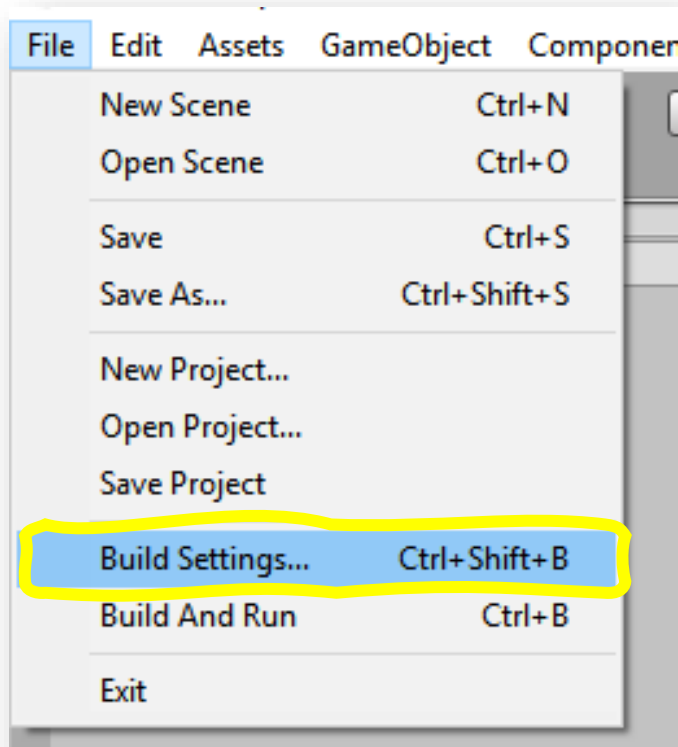 File Edit Assets GameObject Componen
New Scene Ctrl+N
Open Scene Ctrl+O
Save Ctrl+S
Save As... Ctrl+Shift+S
New Project...
Open Project...
Save Project
Build Settings... Ctrl+Shift+B
Build And Run Ctrl+B
Exit